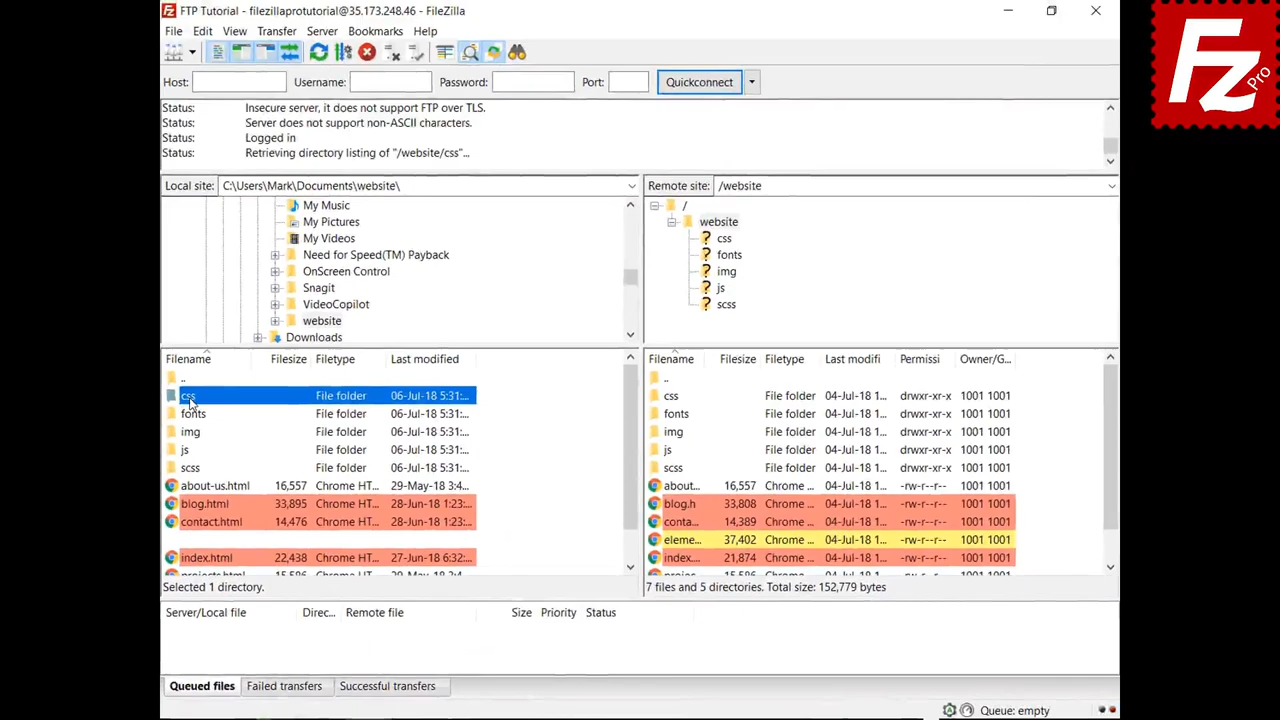 FTP Tutorial - filezillaprotutorial@35.173.248.46 - FileZilla
File Edit View Transfer Server Bookmarks Help
Host: Username: Password: Port: Quickconnect
Status: Insecure server, it does not support FTP over TLS.
Status: Server does not support non-ASCII characters.
Status: Logged in
Status: Retrieving directory listing of "/website/css"...
Local site: C:\Users\Mark\Documents\website\
My Music
My Pictures
My Videos
Need for Speed(TM) Payback
OnScreen Control
Snagit
VideoCopilot
website
Downloads
Remote site: /website
/
website
? css
? fonts
? img
? js
? scss
Filename Filesize Filetype Last modified
..
css File folder 06-Jul-18 5:31:...
fonts File folder 06-Jul-18 5:31:...
img File folder 06-Jul-18 5:31:...
js File folder 06-Jul-18 5:31:...
scss File folder 06-Jul-18 5:31:...
about-us.html 16,557 Chrome HT... 29-May-18 3:4...
blog.html 33,895 Chrome HT... 28-Jun-18 1:23:...
contact.html 14,476 Chrome HT... 28-Jun-18 1:23:...
index.html 22,438 Chrome HT... 27-Jun-18 6:32:...
Selected 1 directory.
Filename Filesize Filetype Last modifi Permissi Owner/G...
..
css File folder 04-Jul-18 1... drwxr-xr-x 1001 1001
fonts File folder 04-Jul-18 1... drwxr-xr-x 1001 1001
img File folder 04-Jul-18 1... drwxr-xr-x 1001 1001
js File folder 04-Jul-18 1... drwxr-xr-x 1001 1001
scss File folder 04-Jul-18 1... drwxr-xr-x 1001 1001
about... 16,557 Chrome ... 04-Jul-18 1... -rw-r--r-- 1001 1001
blog.h 33,808 Chrome ... 04-Jul-18 1... -rw-r--r-- 1001 1001
conta... 14,389 Chrome ... 04-Jul-18 1... -rw-r--r-- 1001 1001
eleme... 37,402 Chrome ... 04-Jul-18 1... -rw-r--r-- 1001 1001
index.... 21,874 Chrome ... 04-Jul-18 1... -rw-r--r-- 1001 1001
7 files and 5 directories. Total size: 152,779 bytes
Server/Local file Direc... Remote file Size Priority Status
Queued files Failed transfers Successful transfers
Queue: empty
Fz Pro